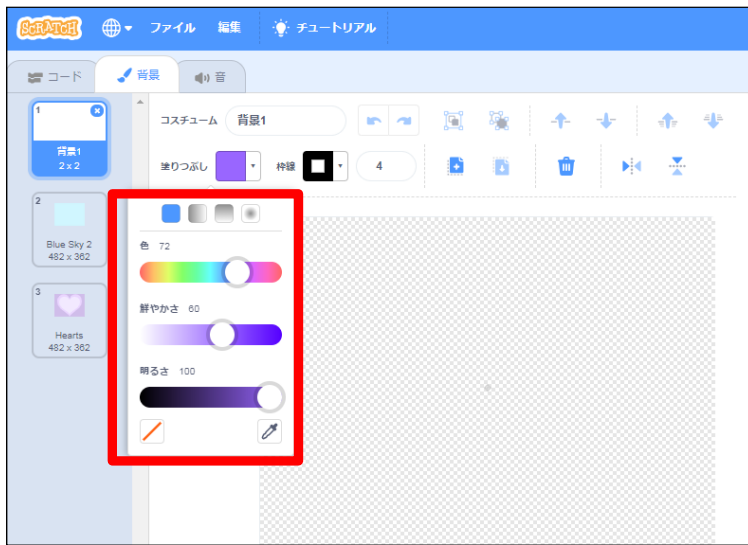 SCRATCH ファイル 編集 チュートリアル
コード 背景 音
1
背景1
2 x 2
2
Blue Sky 2
482 x 362
3
Hearts
482 x 362
コスチューム 背景1
塗りつぶし 枠線 4
色 72
鮮やかさ 60
明るさ 100